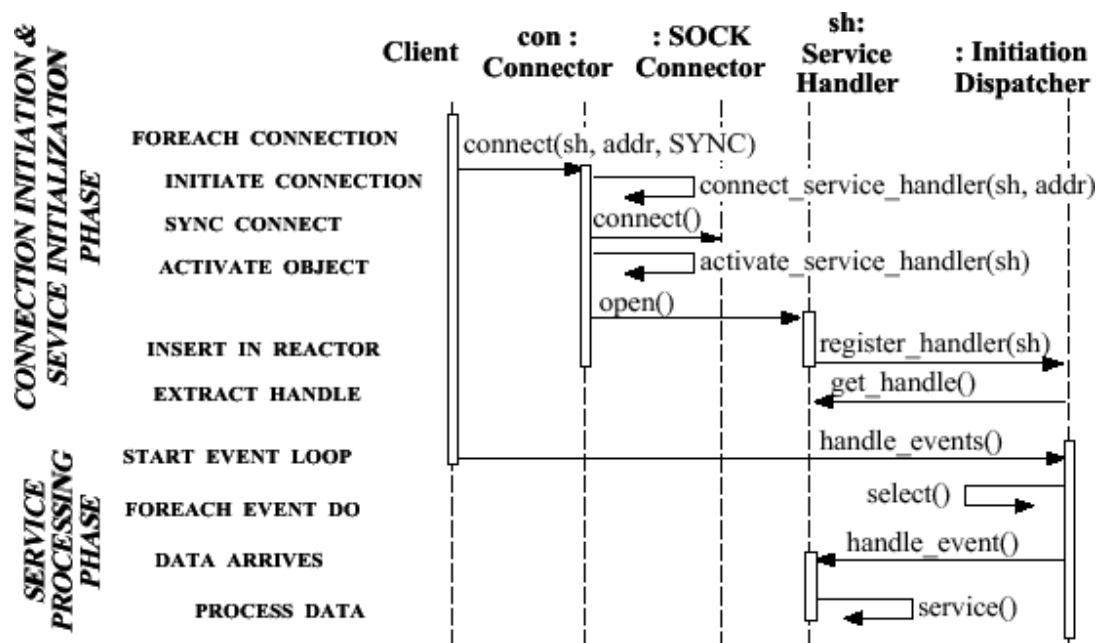 CONNECTION INITIATION &
SEVICE INITIALIZATION
PHASE
SERVICE
PROCESSING
PHASE
Client
con :
Connector
: SOCK
Connector
sh:
Service
Handler
: Initiation
Dispatcher
FOREACH CONNECTION
connect(sh, addr, SYNC)
INITIATE CONNECTION
connect_service_handler(sh, addr)
SYNC CONNECT
connect()
ACTIVATE OBJECT
activate_service_handler(sh)
open()
INSERT IN REACTOR
register_handler(sh)
EXTRACT HANDLE
get_handle()
START EVENT LOOP
handle_events()
FOREACH EVENT DO
select()
DATA ARRIVES
handle_event()
PROCESS DATA
service()